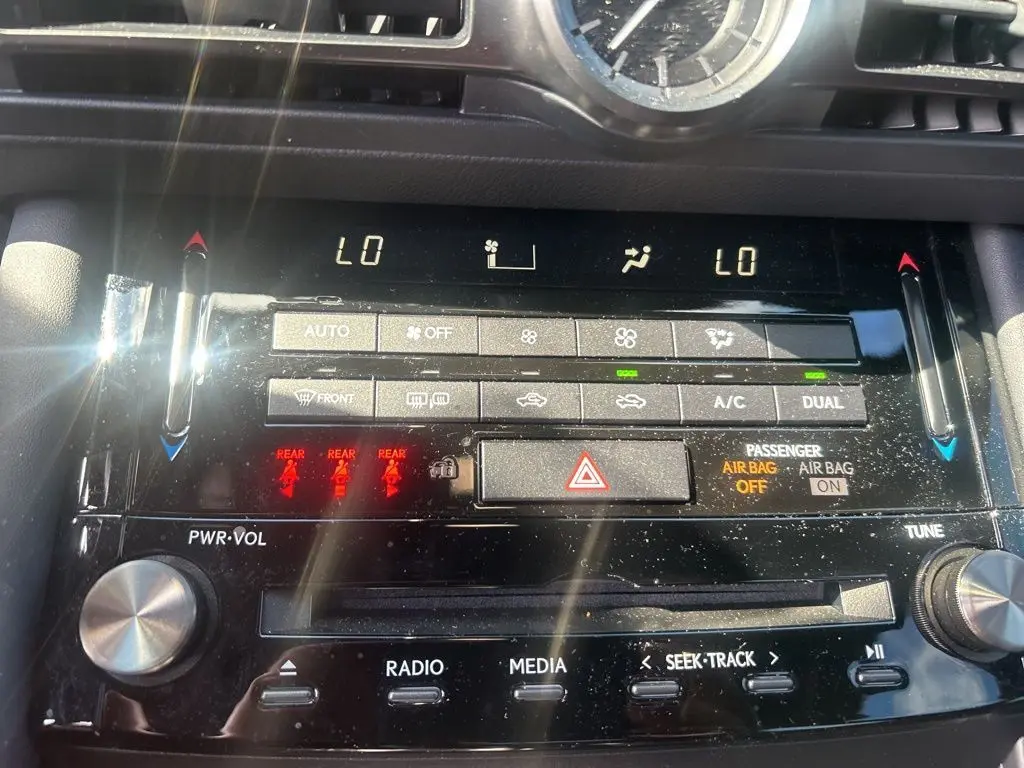 LO LO
AUTO OFF
FRONT A/C DUAL
REAR REAR REAR PASSENGER
AIR BAG AIR BAG
OFF ON
PWR•VOL TUNE
RADIO MEDIA < SEEK•TRACK >